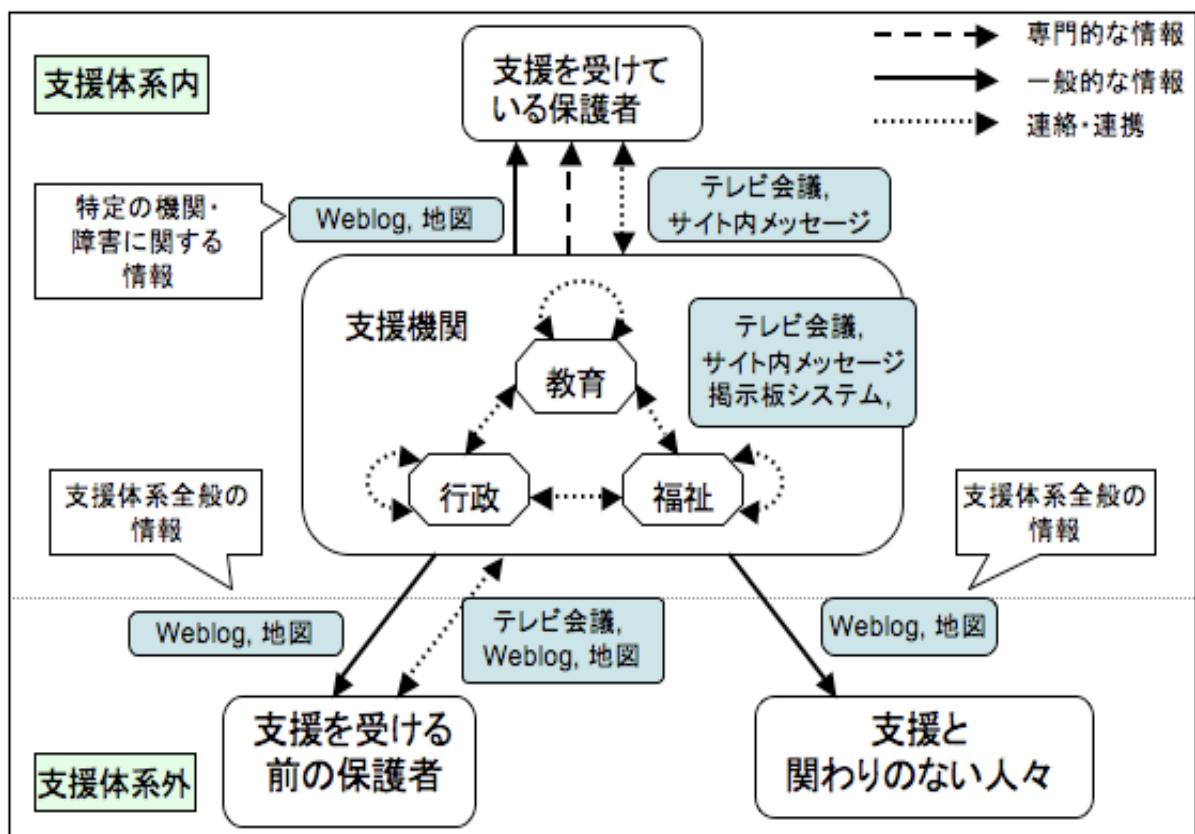 支援体系内
支援を受けて
いる保護者
専門的な情報
一般的な情報
連絡・連携
特定の機関・
障害に関する
情報
Weblog, 地図
テレビ会議,
サイト内メッセージ
支援機関
テレビ会議,
サイト内メッセージ
掲示板システム,
教育
行政
福祉
支援体系全般の
情報
支援体系全般の
情報
Weblog, 地図
テレビ会議,
Weblog, 地図
Weblog, 地図
支援を受ける
前の保護者
支援と
関わりのない人々
支援体系外